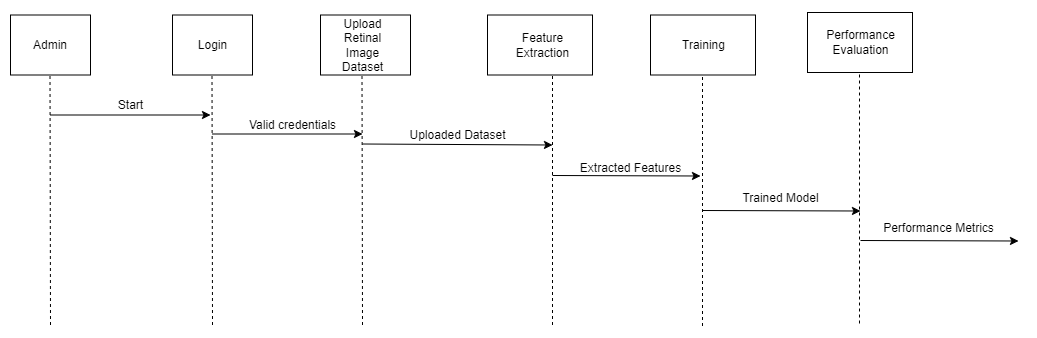 Admin
Login
Upload
Retinal
Image
Dataset
Feature
Extraction
Training
Performance
Evaluation
Start
Valid credentials
Uploaded Dataset
Extracted Features
Trained Model
Performance Metrics